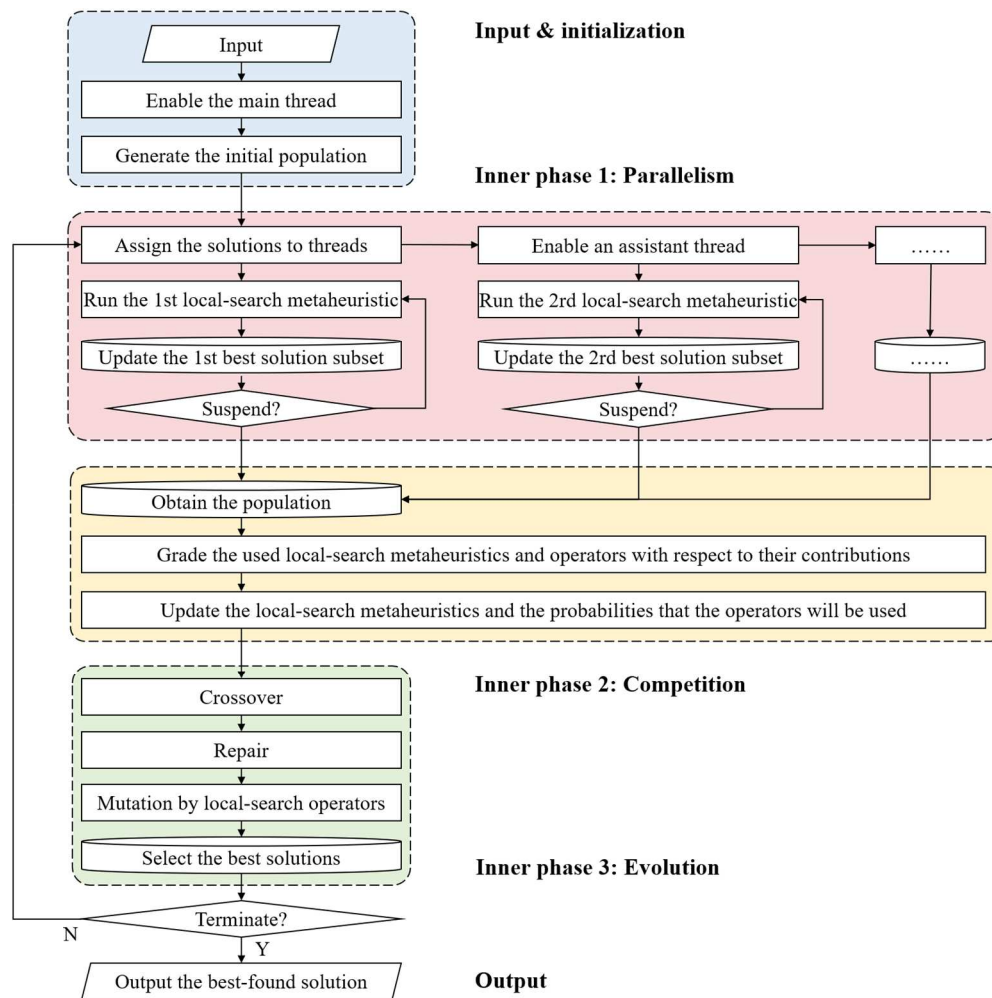 Input & initialization
Input
Enable the main thread
Generate the initial population
Inner phase 1: Parallelism
Assign the solutions to threads
Enable an assistant thread
……
Run the 1st local-search metaheuristic
Run the 2rd local-search metaheuristic
Update the 1st best solution subset
Update the 2rd best solution subset
……
Suspend?
Suspend?
Obtain the population
Grade the used local-search metaheuristics and operators with respect to their contributions
Update the local-search metaheuristics and the probabilities that the operators will be used
Inner phase 2: Competition
Crossover
Repair
Mutation by local-search operators
Select the best solutions
Inner phase 3: Evolution
Terminate?
N
Y
Output the best-found solution
Output